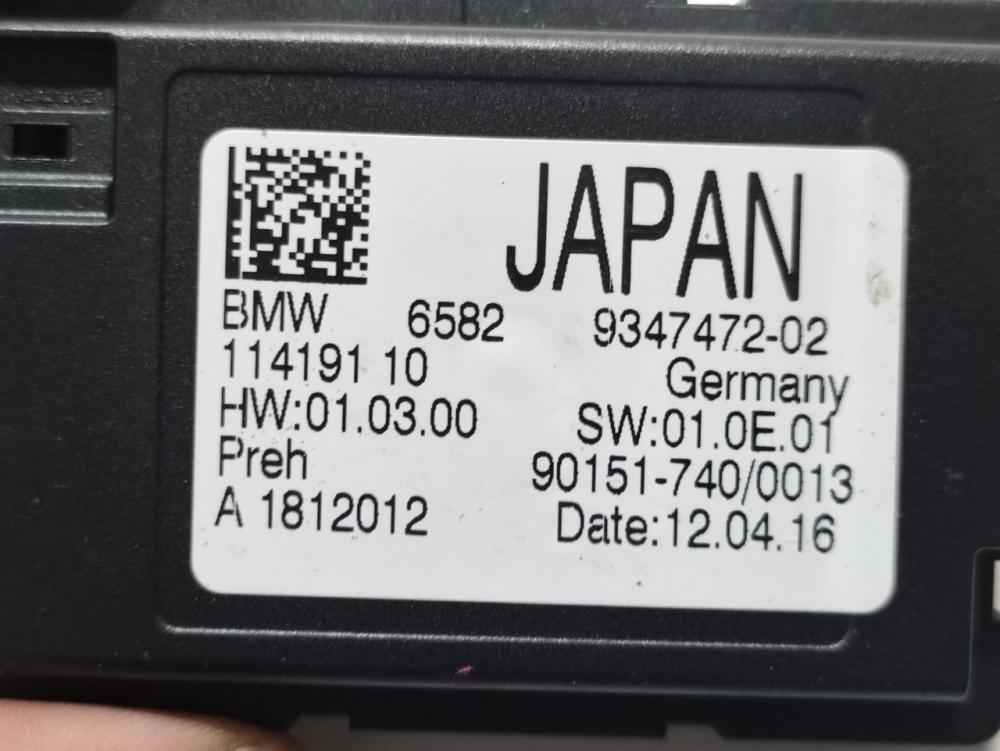 JAPAN
BMW 6582 9347472-02
114191 10 Germany
HW:01.03.00 SW:01.0E.01
Preh 90151-740/0013
A 1812012 Date:12.04.16